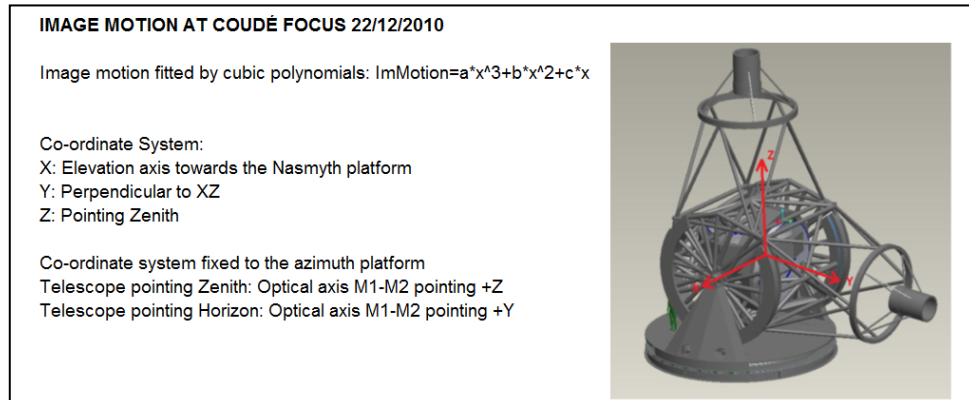 IMAGE MOTION AT COUDÉ FOCUS 22/12/2010
Image motion fitted by cubic polynomials: ImMotion=a*x^3+b*x^2+c*x
Co-ordinate System:
X: Elevation axis towards the Nasmyth platform
Y: Perpendicular to XZ
Z: Pointing Zenith
Co-ordinate system fixed to the azimuth platform
Telescope pointing Zenith: Optical axis M1-M2 pointing +Z
Telescope pointing Horizon: Optical axis M1-M2 pointing +Y
Z
X
Y